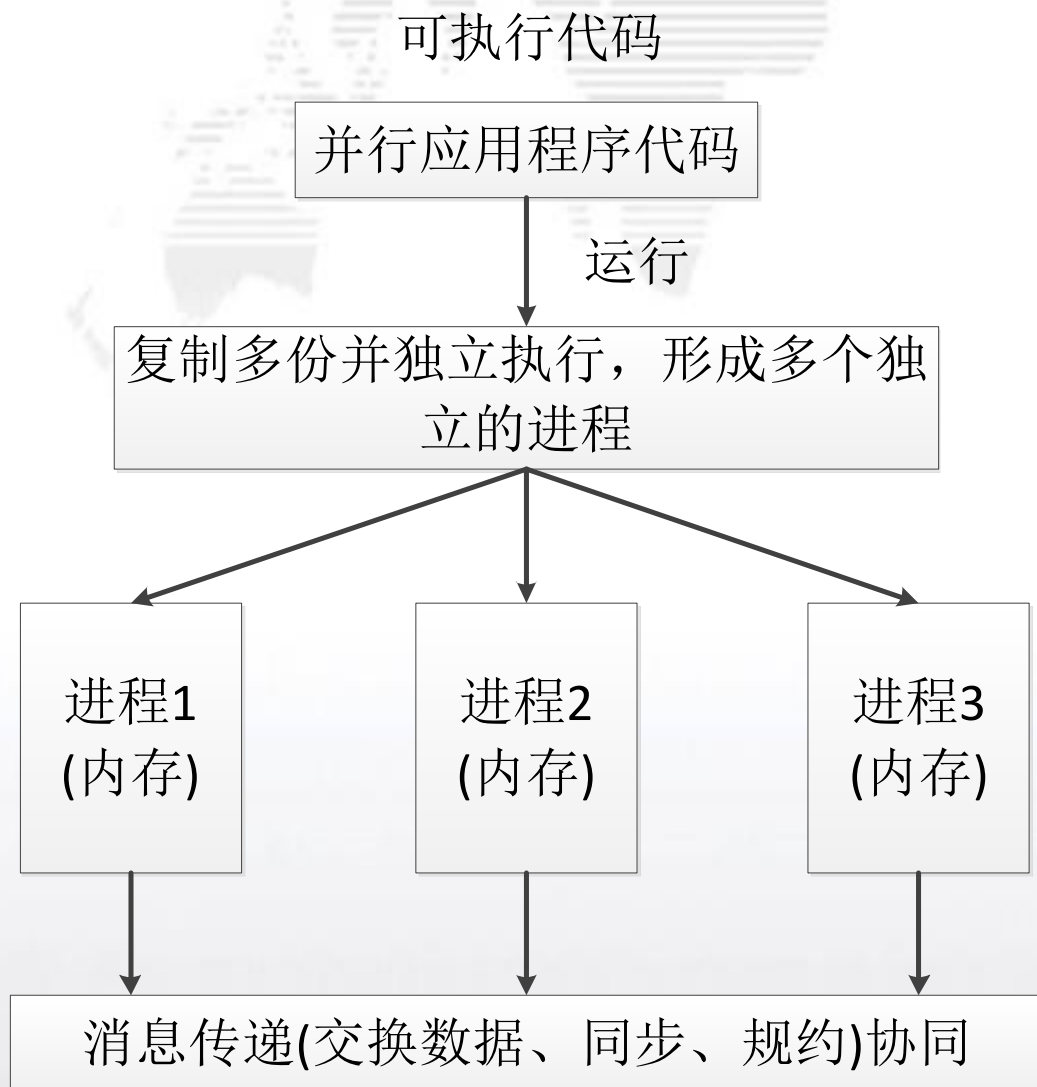 可执行代码
并行应用程序代码
运行
复制多份并独立执行，形成多个独
立的进程
进程1
(内存)
进程2
(内存)
进程3
(内存)
消息传递(交换数据、同步、规约)协同